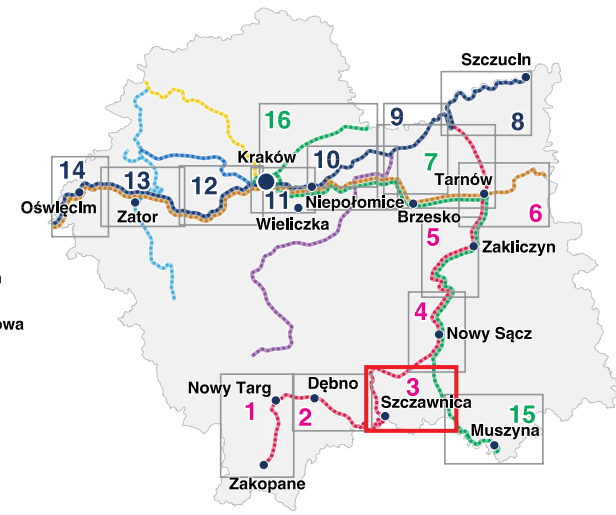 Szczucin
16
9
8
Kraków
10
7
14
13
12
Tarnów
11
Oświęcim
Zator
Niepołomice
Brzesko
6
Wieliczka
5
Zakliczyn
4
owa
Nowy Sącz
Nowy Targ
Dębno
3
1
2
Szczawnica
15
Muszyna
Zakopane